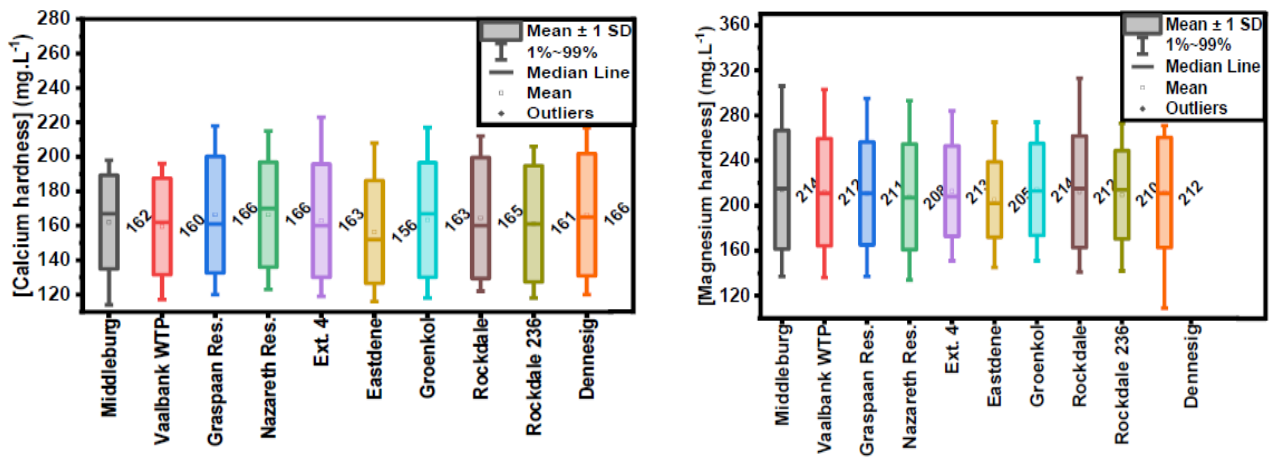 [Calcium hardness] (mg.L-1)
280
260
240
220
200
180
160
140
120
Mean ± 1 SD
1%~99%
Median Line
Mean
Outliers
162
160
166
166
163
156
163
165
161
166
Middleburg
Vaalbank WTP
Graspaan Res.
Nazareth Res.
Ext. 4
Eastdene
Groenkol
Rockdale
Rockdale 236
Dennesig
[Magnesium hardness] (mg.L-1)
360
320
280
240
200
160
120
Mean ± 1 SD
1%~99%
Median Line
Mean
Outliers
214
212
211
208
213
205
214
212
210
212
Middleburg
Vaalbank WTP
Graspaan Res.
Nazareth Res.
Ext. 4
Eastdene
Groenkol
Rockdale
Rockdale 236
Dennesig